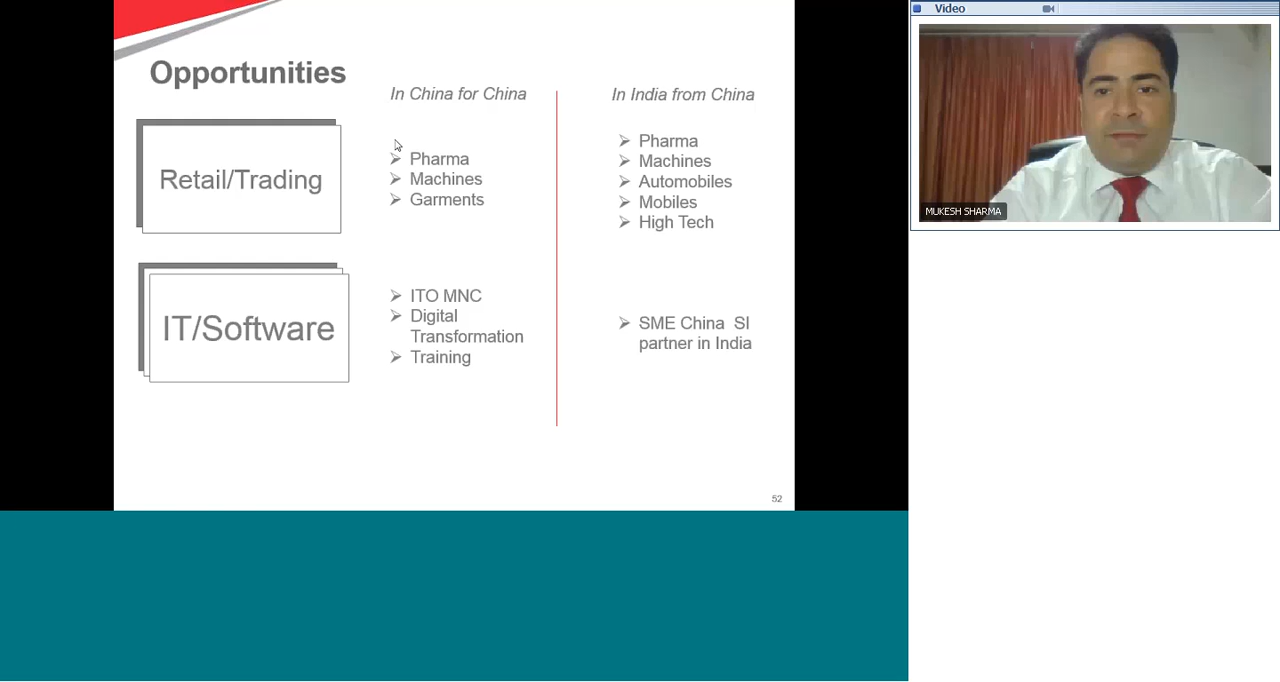 Opportunities
In China for China
In India from China
Retail/Trading
Pharma
Machines
Garments
Pharma
Machines
Automobiles
Mobiles
High Tech
IT/Software
ITO MNC
Digital
Transformation
Training
SME China SI
partner in India
52
Video
MUKESH SHARMA